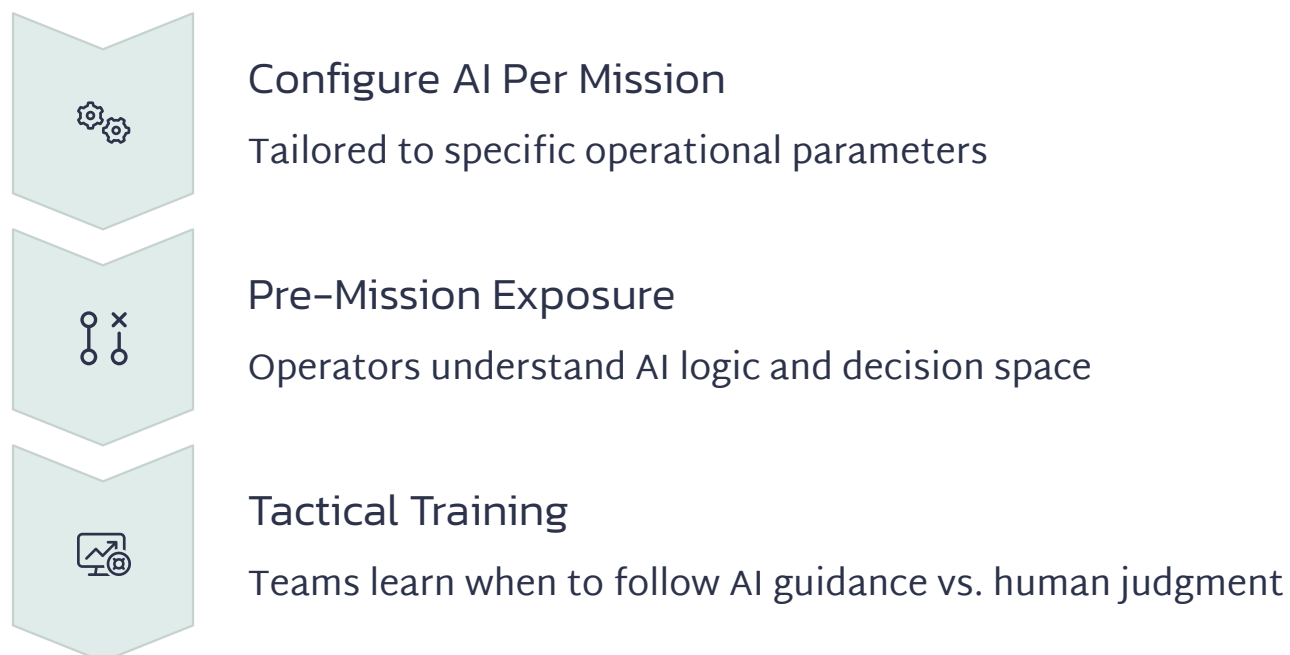 Configure AI Per Mission
Tailored to specific operational parameters
Pre-Mission Exposure
Operators understand AI logic and decision space
Tactical Training
Teams learn when to follow AI guidance vs. human judgment